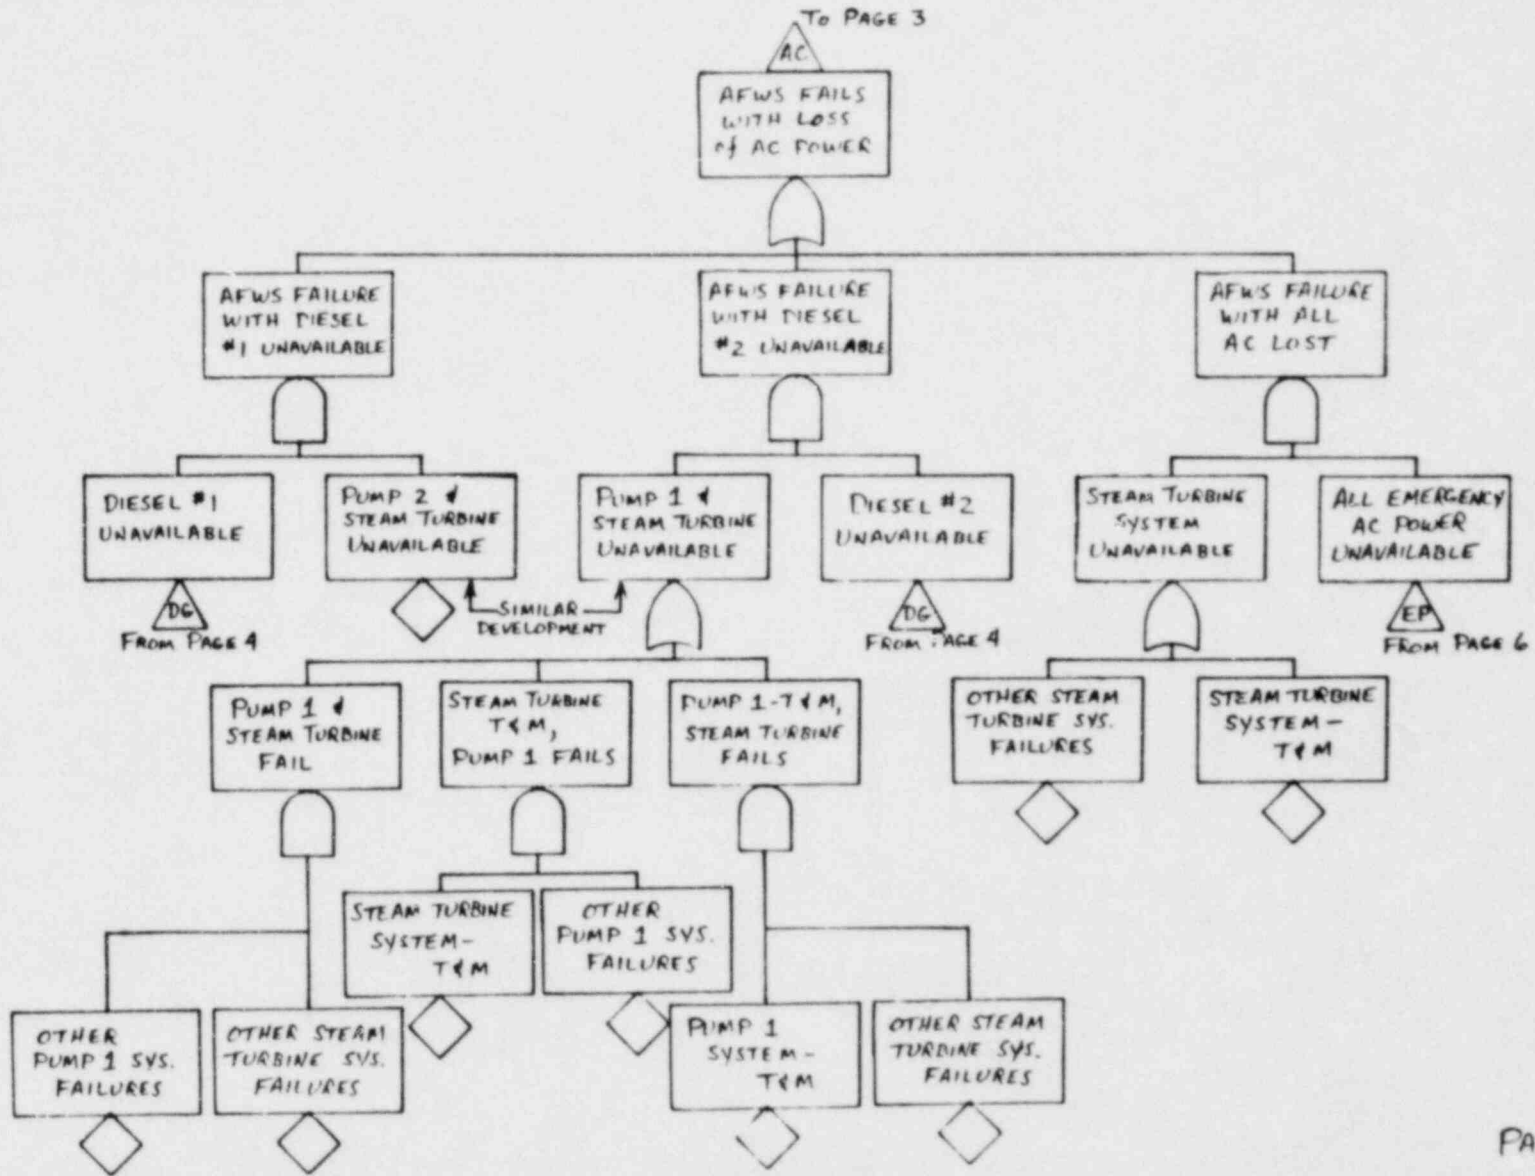 To PAGE 3
AC
AFWS FAILS
WITH LOSS
of AC POWER
AFWS FAILURE
WITH DIESEL
#1 UNAVAILABLE
AFWS FAILURE
WITH DIESEL
#2 UNAVAILABLE
AFWS FAILURE
WITH ALL
AC LOST
DIESEL #1
UNAVAILABLE
PUMP 2 &
STEAM TURBINE
UNAVAILABLE
PUMP 1 &
STEAM TURBINE
UNAVAILABLE
DIESEL #2
UNAVAILABLE
STEAM TURBINE
SYSTEM
UNAVAILABLE
ALL EMERGENCY
AC POWER
UNAVAILABLE
DG
FROM PAGE 4
SIMILAR
DEVELOPMENT
DG
FROM PAGE 4
EP
FROM PAGE 6
PUMP 1 &
STEAM TURBINE
FAIL
STEAM TURBINE
T&M,
PUMP 1 FAILS
PUMP 1-T&M,
STEAM TURBINE
FAILS
OTHER STEAM
TURBINE SYS.
FAILURES
STEAM TURBINE
SYSTEM-
T&M
STEAM TURBINE
SYSTEM-
T&M
OTHER
PUMP 1 SYS.
FAILURES
OTHER
PUMP 1 SYS.
FAILURES
OTHER STEAM
TURBINE SYS.
FAILURES
PUMP 1
SYSTEM-
T&M
OTHER STEAM
TURBINE SYS.
FAILURES
PA